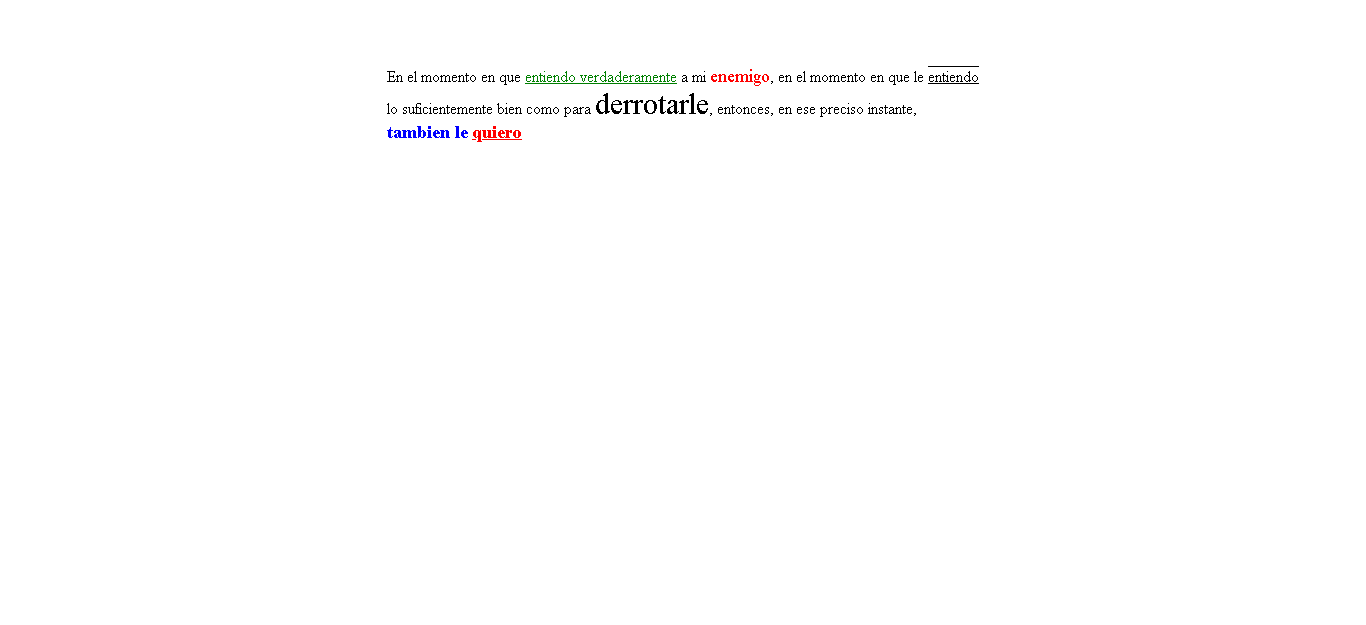 En el momento en que entiendo verdaderamente a mi enemigo, en el momento en que le entiendo
lo suficientemente bien como para derrotarle, entonces, en ese preciso instante,
tambien le quiero